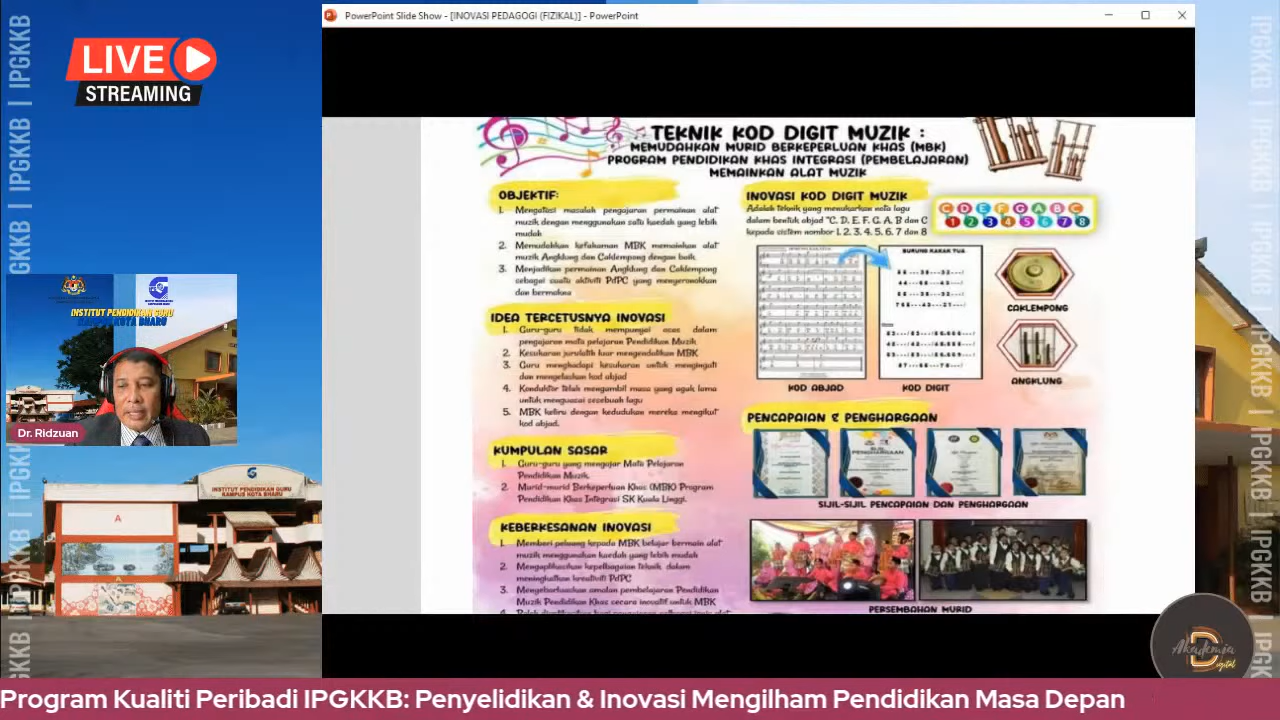 PowerPoint Slide Show - [INOVASI PEDAGOGI (FIZIKAL)] - PowerPoint
LIVE
STREAMING
TEKNIK KOD DIGIT MUZIK :
MEMUDAHKAN MURID BERKEPERLUAN KHAS (MBK)
PROGRAM PENDIDIKAN KHAS INTEGRASI (PEMBELAJARAN)
MEMAINKAN ALAT MUZIK
OBJEKTIF:
1. Mengatasi masalah pengajaran permainan alat
muzik dengan menggunakan satu kaedah yang lebih
mudah
2. Memudahkan kefahaman MBK memainkan alat
muzik Angklung dan Caklempong dengan baik.
3. Menjadikan permainan Angklung dan Caklempong
sebagai suatu aktiviti PdPC yang menyeronokkan
dan bermakna
IDEA TERCETUSNYA INOVASI
1. Guru-guru tidak mempunyai asas dalam
pengajaran mata pelajaran Pendidikan Muzik
2. Kesukaran jurulatih luar mengendalikan MBK
3. Guru menghadapi kesukaran untuk mengingati
dan menghafal kod abjad
4. Konduktor telah mengambil masa yang agak lama
untuk menguasai sesebuah lagu
5. MBK keliru dengan kedudukan mereka mengikut
kod abjad.
KUMPULAN SASAR
1. Guru-guru yang mengajar Mata Pelajaran
Pendidikan Muzik
2. Murid-murid Berkeperluan Khas (MBK) Program
Pendidikan Khas Integrasi SK Kuala Linggi.
KEBERKESANAN INOVASI
1. Memberi peluang kepada MBK belajar bermain alat
muzik menggunakan kaedah yang lebih mudah
2. Mengaplikasikan kepelbagaian teknik dalam
meningkatkan kreativiti PdPC
3. Menyebarluaskan amalan pembelajaran Pendidikan
Muzik Pendidikan Khas secara inovatif untuk MBK
INOVASI KOD DIGIT MUZIK
Adalah teknik yang menukarkan nota lagu
dalam bentuk abjad "C, D, E, F, G, A, B dan C
kepada sistem nombor 1, 2, 3, 4, 5, 6, 7 dan 8
C D E F G A B C
1 2 3 4 5 6 7 8
BURUNG KAKAK TUA
KOD ABJAD
KOD DIGIT
CAKLEMPONG
ANGKLUNG
PENCAPAIAN & PENGHARGAAN
SIJIL-SIJIL PENCAPAIAN DAN PENGHARGAAN
PERSEMBAHAN MURID
INSTITUT PENDIDIKAN GURU
Dr. Ridzuan
INSTITUT PENDIDIKAN GURU
KAMPUS KOTA BHARU
A
IPGKKB | IPGKKB | IPGKKB
Akademia
Digital
Program Kualiti Peribadi IPGKKB: Penyelidikan & Inovasi Mengilham Pendidikan Masa Depan